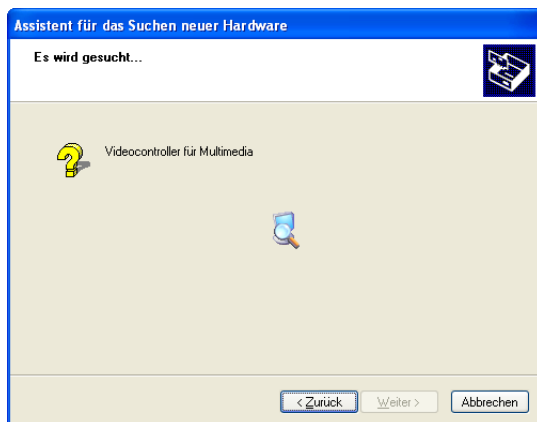 Assistent für das Suchen neuer Hardware
Es wird gesucht...
Videocontroller für Multimedia
< Zurück
Weiter >
Abbrechen